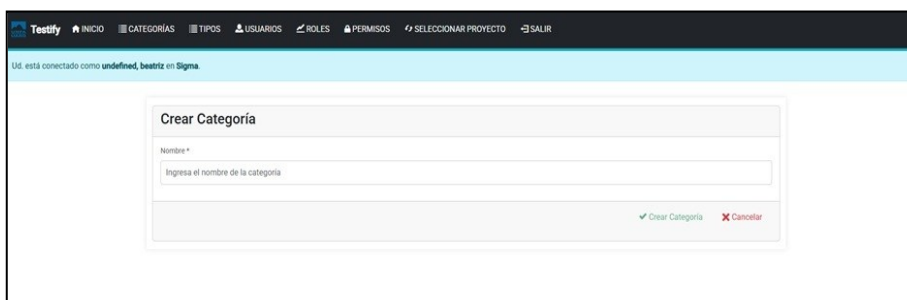 Testify INICIO CATEGORÍAS TIPOS USUARIOS ROLES PERMISOS SELECCIONAR PROYECTO SALIR
Ud. está conectado como undefined, beatriz en Sigma.
Crear Categoría
Nombre *
Ingresa el nombre de la categoria
Crear Categoría Cancelar